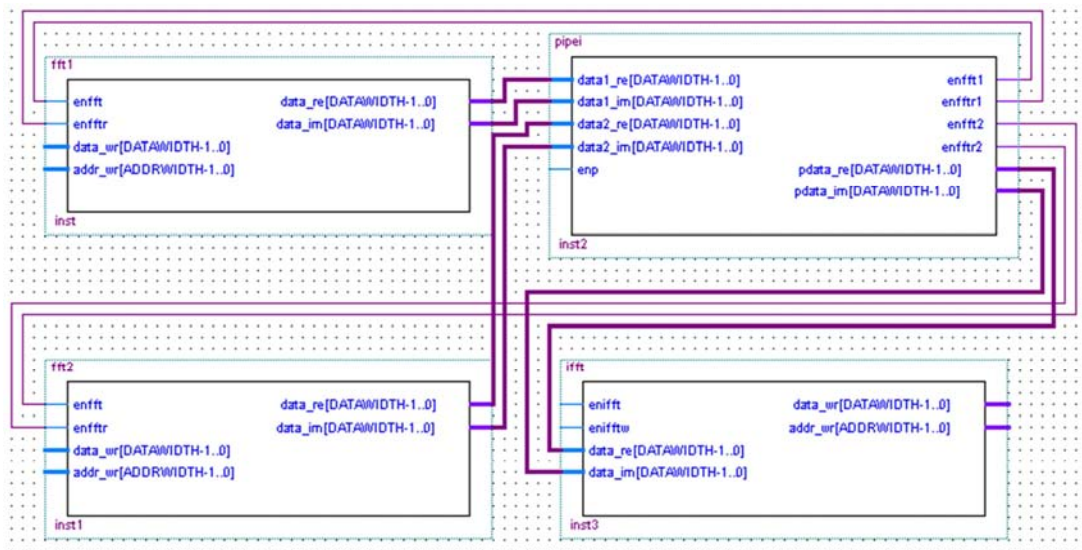 fft1
enfft
enfftr
data_wr[DATAWIDTH-1..0]
addr_wr[ADDRWIDTH-1..0]
data_re[DATAWIDTH-1..0]
data_im[DATAWIDTH-1..0]
inst
pipei
data1_re[DATAWIDTH-1..0]
data1_im[DATAWIDTH-1..0]
data2_re[DATAWIDTH-1..0]
data2_im[DATAWIDTH-1..0]
enp
enfft1
enfftr1
enfft2
enfftr2
pdata_re[DATAWIDTH-1..0]
pdata_im[DATAWIDTH-1..0]
inst2
fft2
enfft
enfftr
data_wr[DATAWIDTH-1..0]
addr_wr[ADDRWIDTH-1..0]
data_re[DATAWIDTH-1..0]
data_im[DATAWIDTH-1..0]
inst1
ifft
enifft
enifftw
data_re[DATAWIDTH-1..0]
data_im[DATAWIDTH-1..0]
data_wr[DATAWIDTH-1..0]
addr_wr[ADDRWIDTH-1..0]
inst3